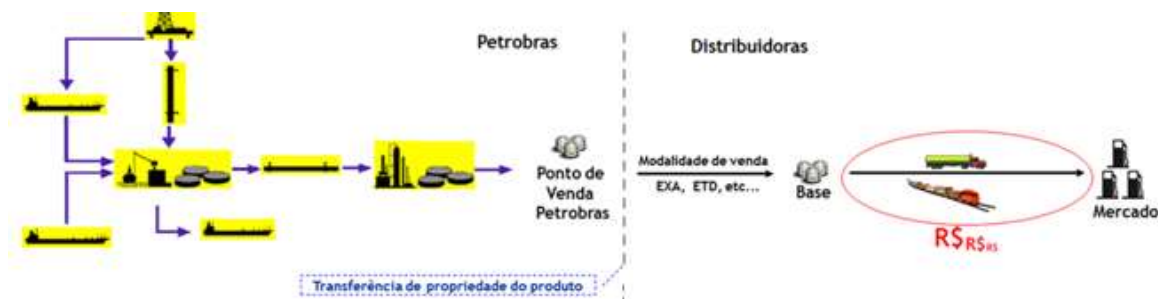 Petrobras
Distribuidoras
Ponto de
Venda
Petrobras
Modalidade de venda
EXA, ETD, etc...
Base
Mercado
R$R$R$
Transferência de propriedade do produto